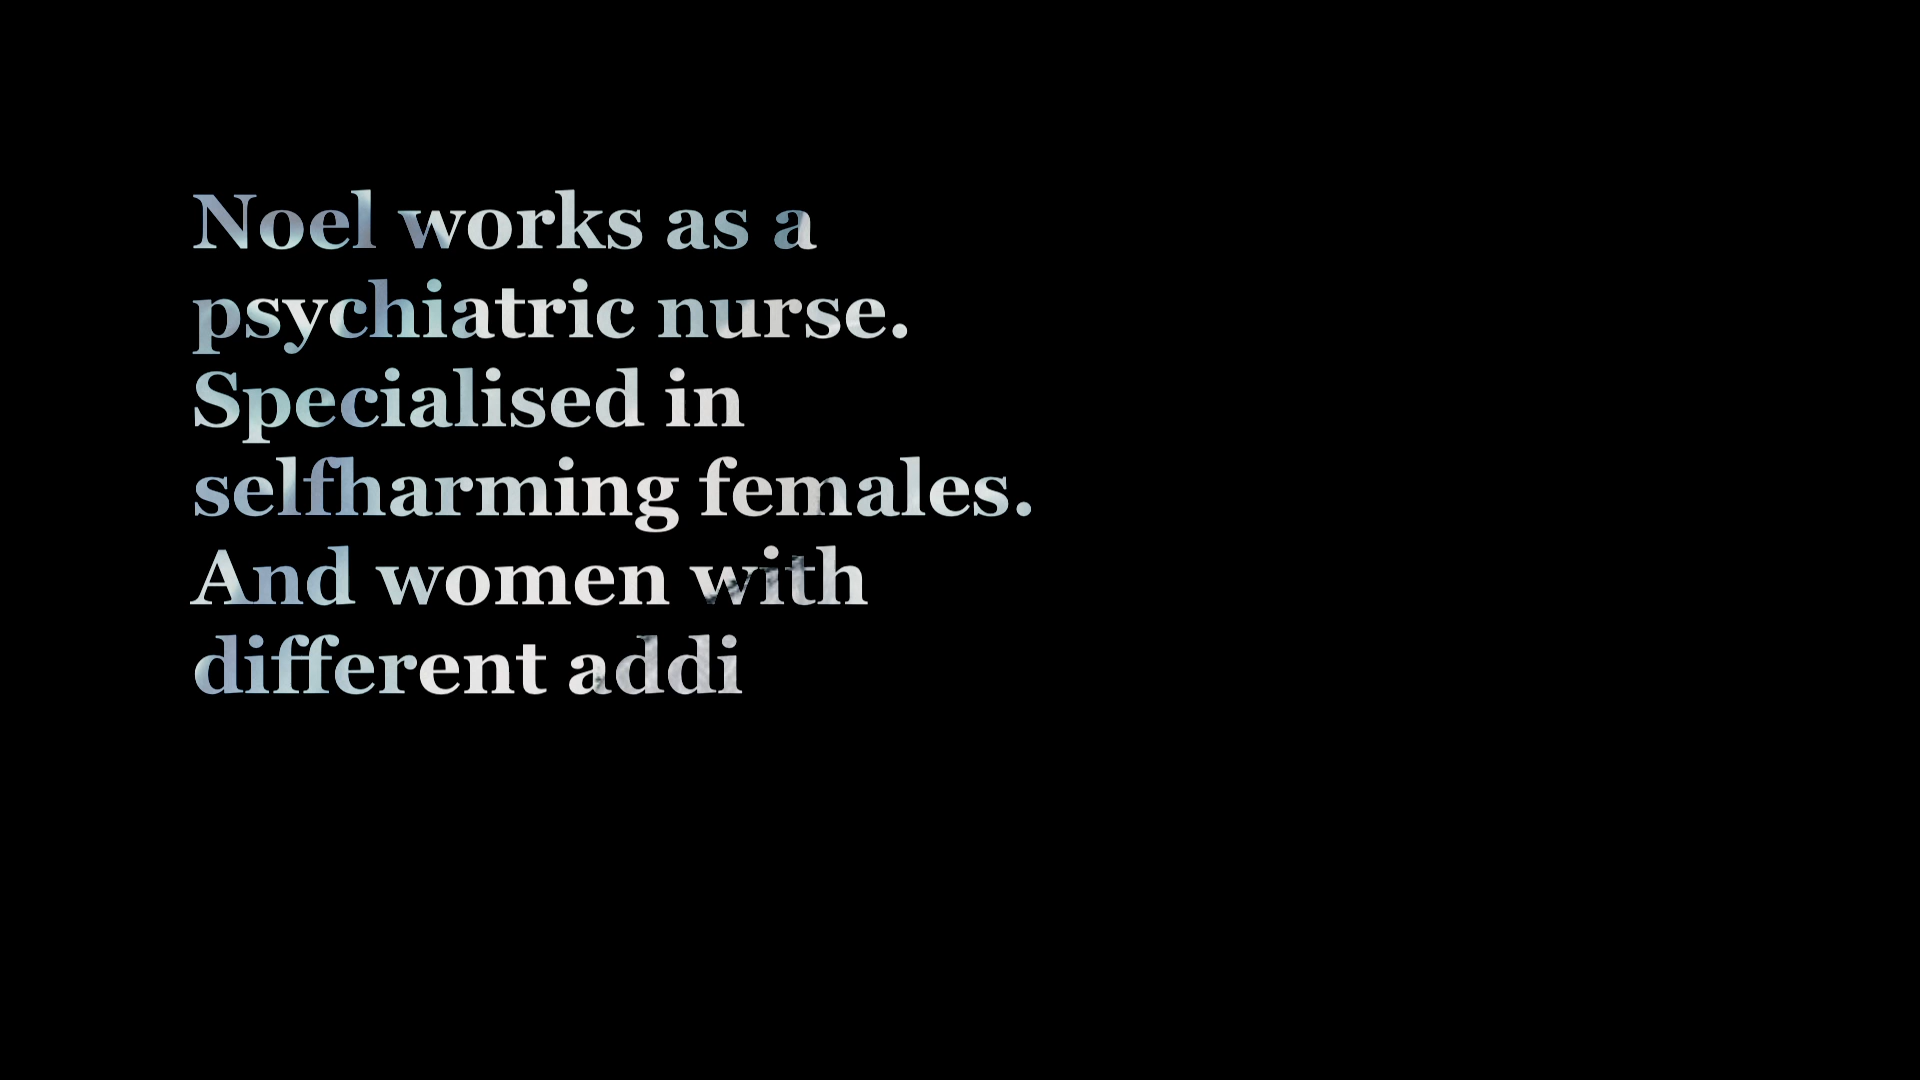 Noel works as a
psychiatric nurse.
Specialised in
selfharming females.
And women with
different addi